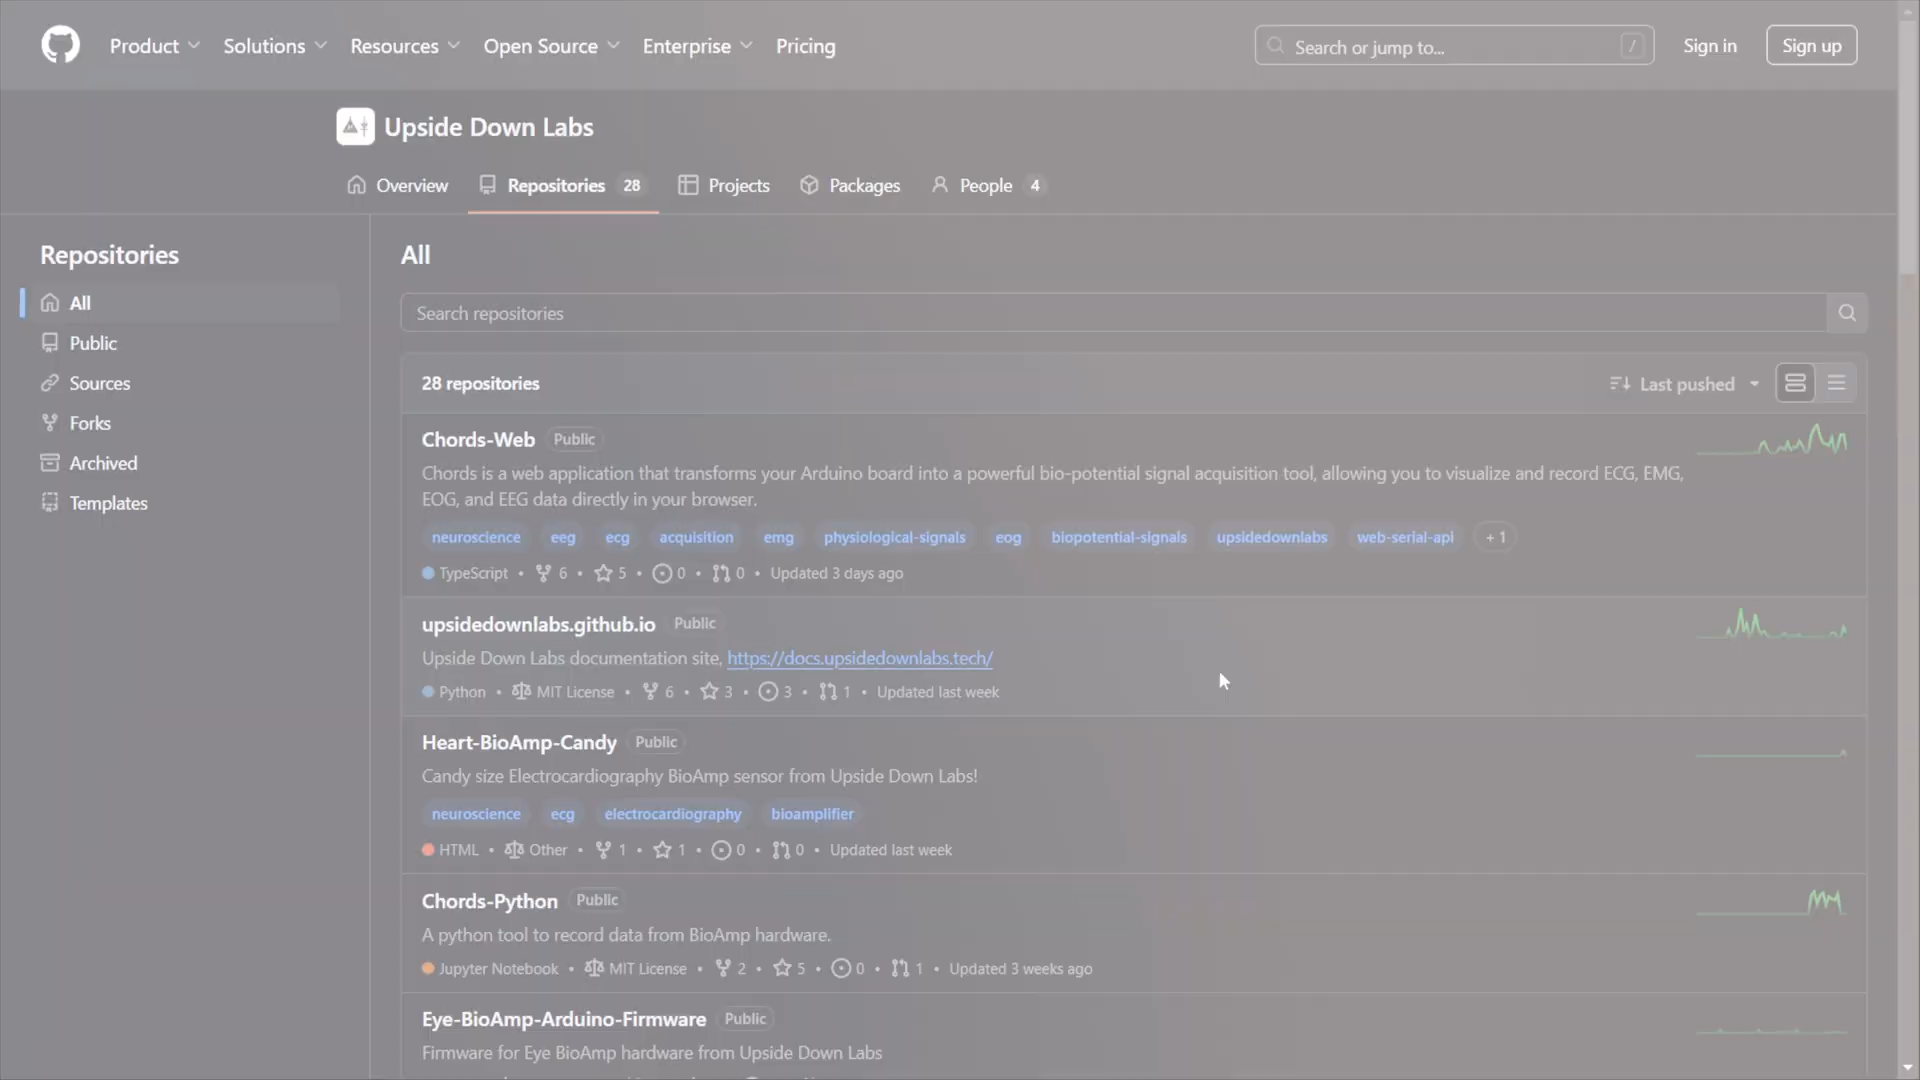 Product Solutions Resources Open Source Enterprise Pricing Search or jump to... / Sign in Sign up
Upside Down Labs
Overview Repositories 28 Projects Packages People 4
Repositories
All
Public
Sources
Forks
Archived
Templates
All
Search repositories
28 repositories Last pushed
Chords-Web Public
Chords is a web application that transforms your Arduino board into a powerful bio-potential signal acquisition tool, allowing you to visualize and record ECG, EMG,
EOG, and EEG data directly in your browser.
neuroscience eeg ecg acquisition emg physiological-signals eog biopotential-signals upsidedownlabs web-serial-api + 1
TypeScript • 6 • 5 • 0 • 0 • Updated 3 days ago
upsidedownlabs.github.io Public
Upside Down Labs documentation site, https://docs.upsidedownlabs.tech/
Python • MIT License • 6 • 3 • 3 • 1 • Updated last week
Heart-BioAmp-Candy Public
Candy size Electrocardiography BioAmp sensor from Upside Down Labs!
neuroscience ecg electrocardiography bioamplifier
HTML • Other • 1 • 1 • 0 • 0 • Updated last week
Chords-Python Public
A python tool to record data from BioAmp hardware.
Jupyter Notebook • MIT License • 2 • 5 • 0 • 1 • Updated 3 weeks ago
Eye-BioAmp-Arduino-Firmware Public
Firmware for Eye BioAmp hardware from Upside Down Labs